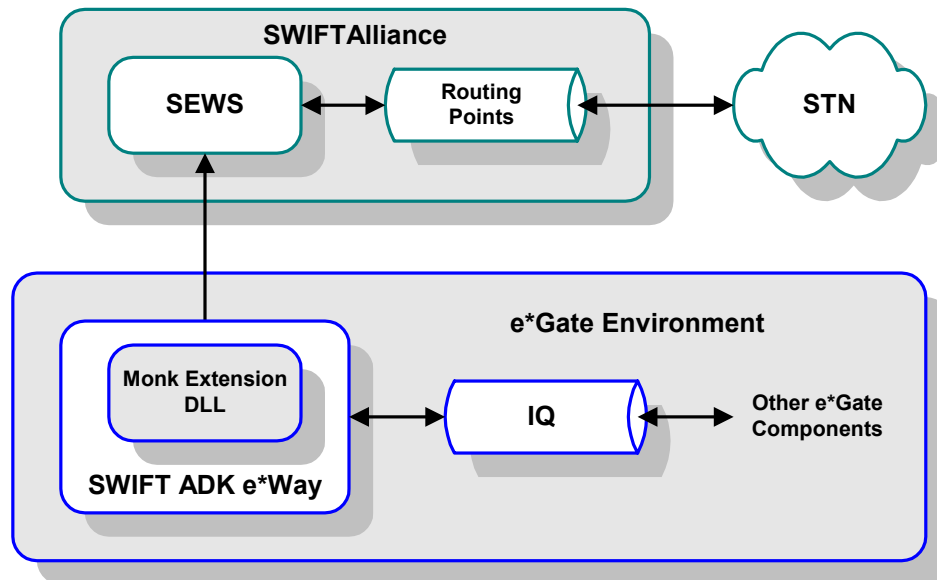 SWIFTAlliance
SEWS
Routing
Points
STN
e*Gate Environment
Monk Extension
DLL
SWIFT ADK e*Way
IQ
Other e*Gate
Components